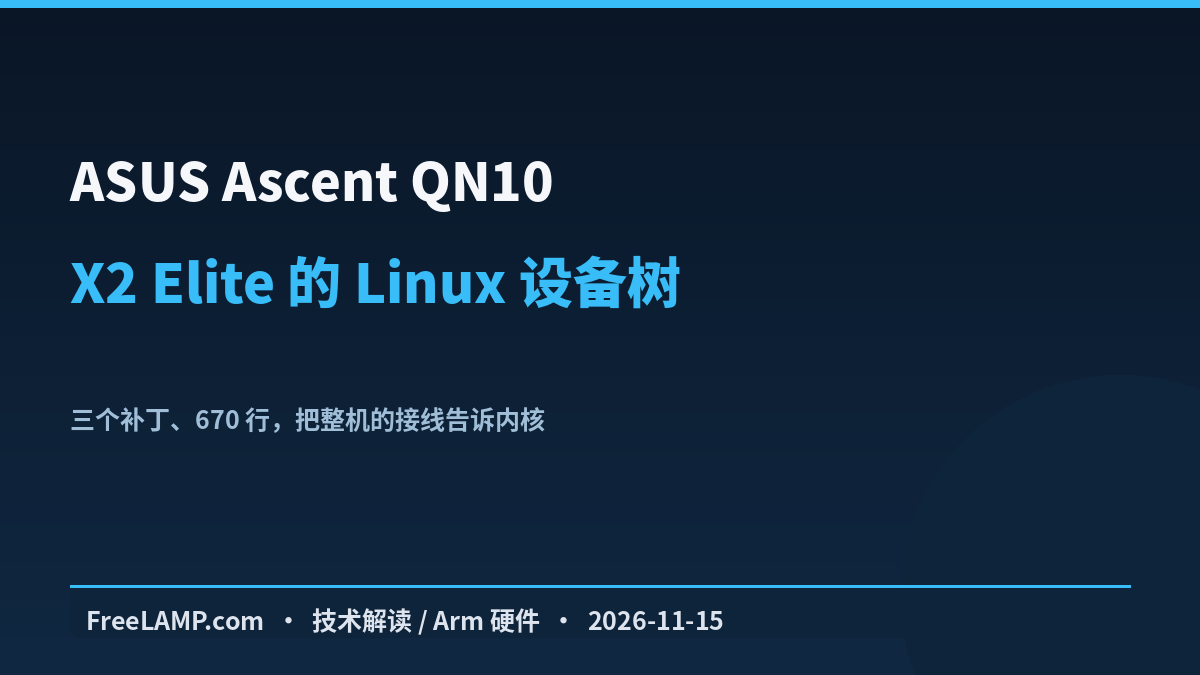 ASUS Ascent QN10
X2 Elite 的 Linux 设备树
三个补丁、670 行，把整机的接线告诉内核
FreeLAMP.com · 技术解读 / Arm 硬件 · 2026-11-15